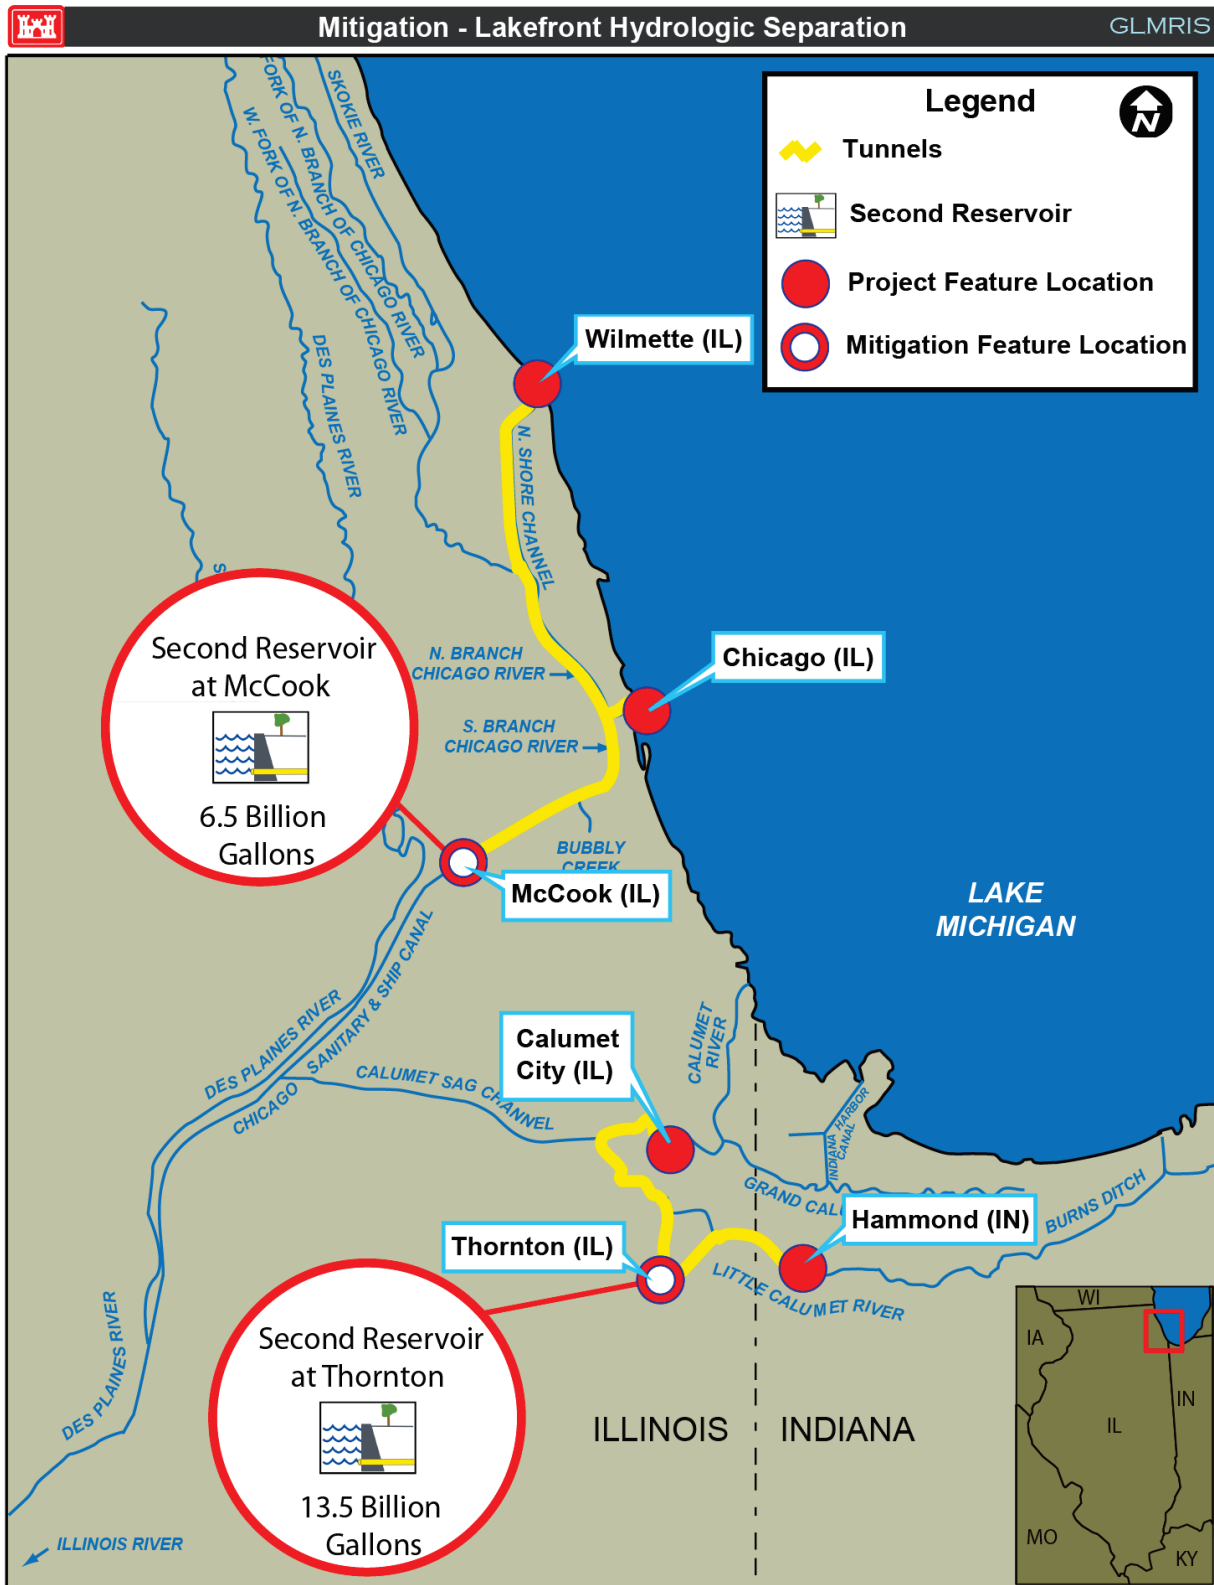 Mitigation - Lakefront Hydrologic Separation
GLMRIS
Legend
N
Tunnels
Second Reservoir
Project Feature Location
Mitigation Feature Location
SKOKIE RIVER
FORK OF N. BRANCH OF CHICAGO RIVER
W. FORK OF N. BRANCH OF CHICAGO RIVER
DES PLAINES RIVER
Wilmette (IL)
N. SHORE CHANNEL
S
Second Reservoir
at McCook
6.5 Billion
Gallons
N. BRANCH
CHICAGO RIVER
Chicago (IL)
S. BRANCH
CHICAGO RIVER
BUBBLY
CREEK
McCook (IL)
LAKE
MICHIGAN
DES PLAINES RIVER
CHICAGO SANITARY & SHIP CANAL
CALUMET SAG CHANNEL
Calumet
City (IL)
CALUMET
RIVER
INDIANA HARBOR
CANAL
GRAND CALU
Hammond (IN)
BURNS DITCH
Thornton (IL)
LITTLE CALUMET RIVER
Second Reservoir
at Thornton
13.5 Billion
Gallons
DES PLAINES RIVER
ILLINOIS RIVER
ILLINOIS
INDIANA
WI
IA
IL
IN
MO
KY